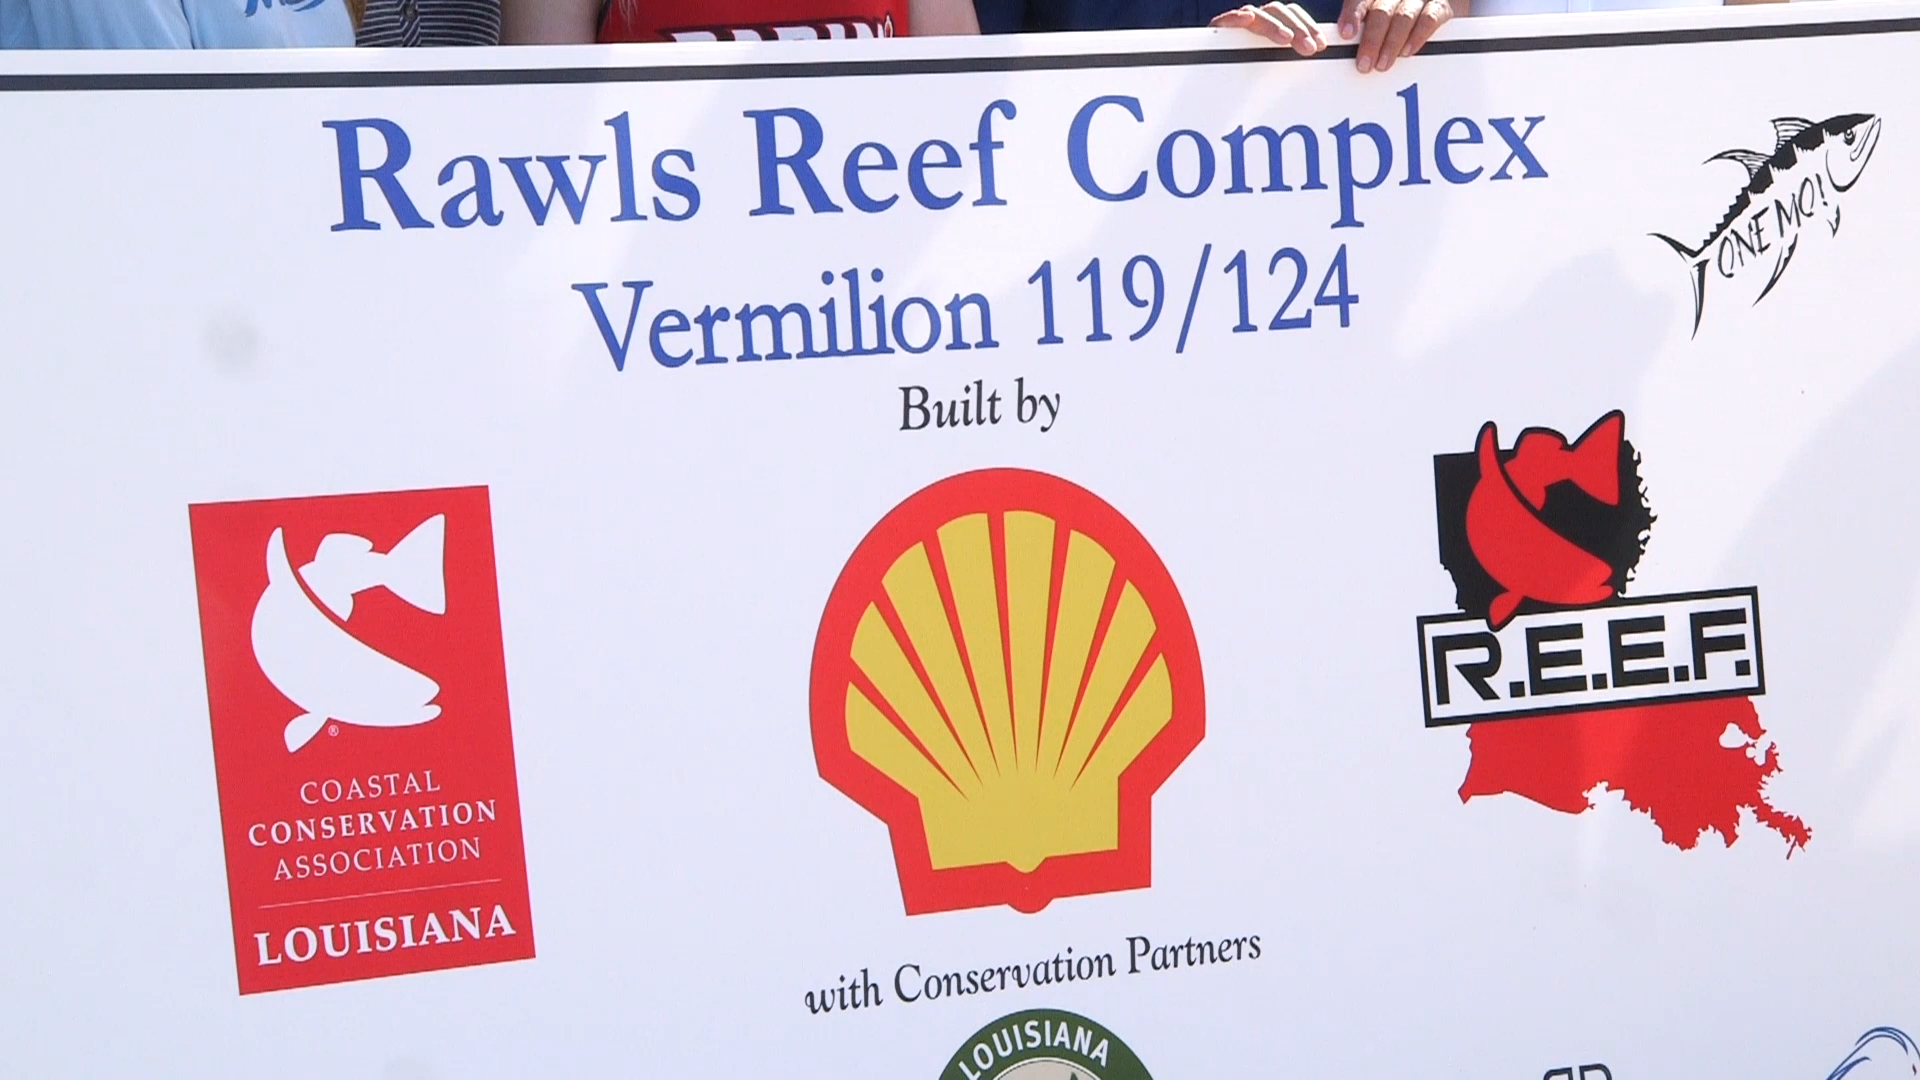 Rawls Reef Complex
ONE MO!
Vermilion 119/124
Built by
COASTAL
CONSERVATION
ASSOCIATION
LOUISIANA
R.E.E.F.
with Conservation Partners
LOUISIANA